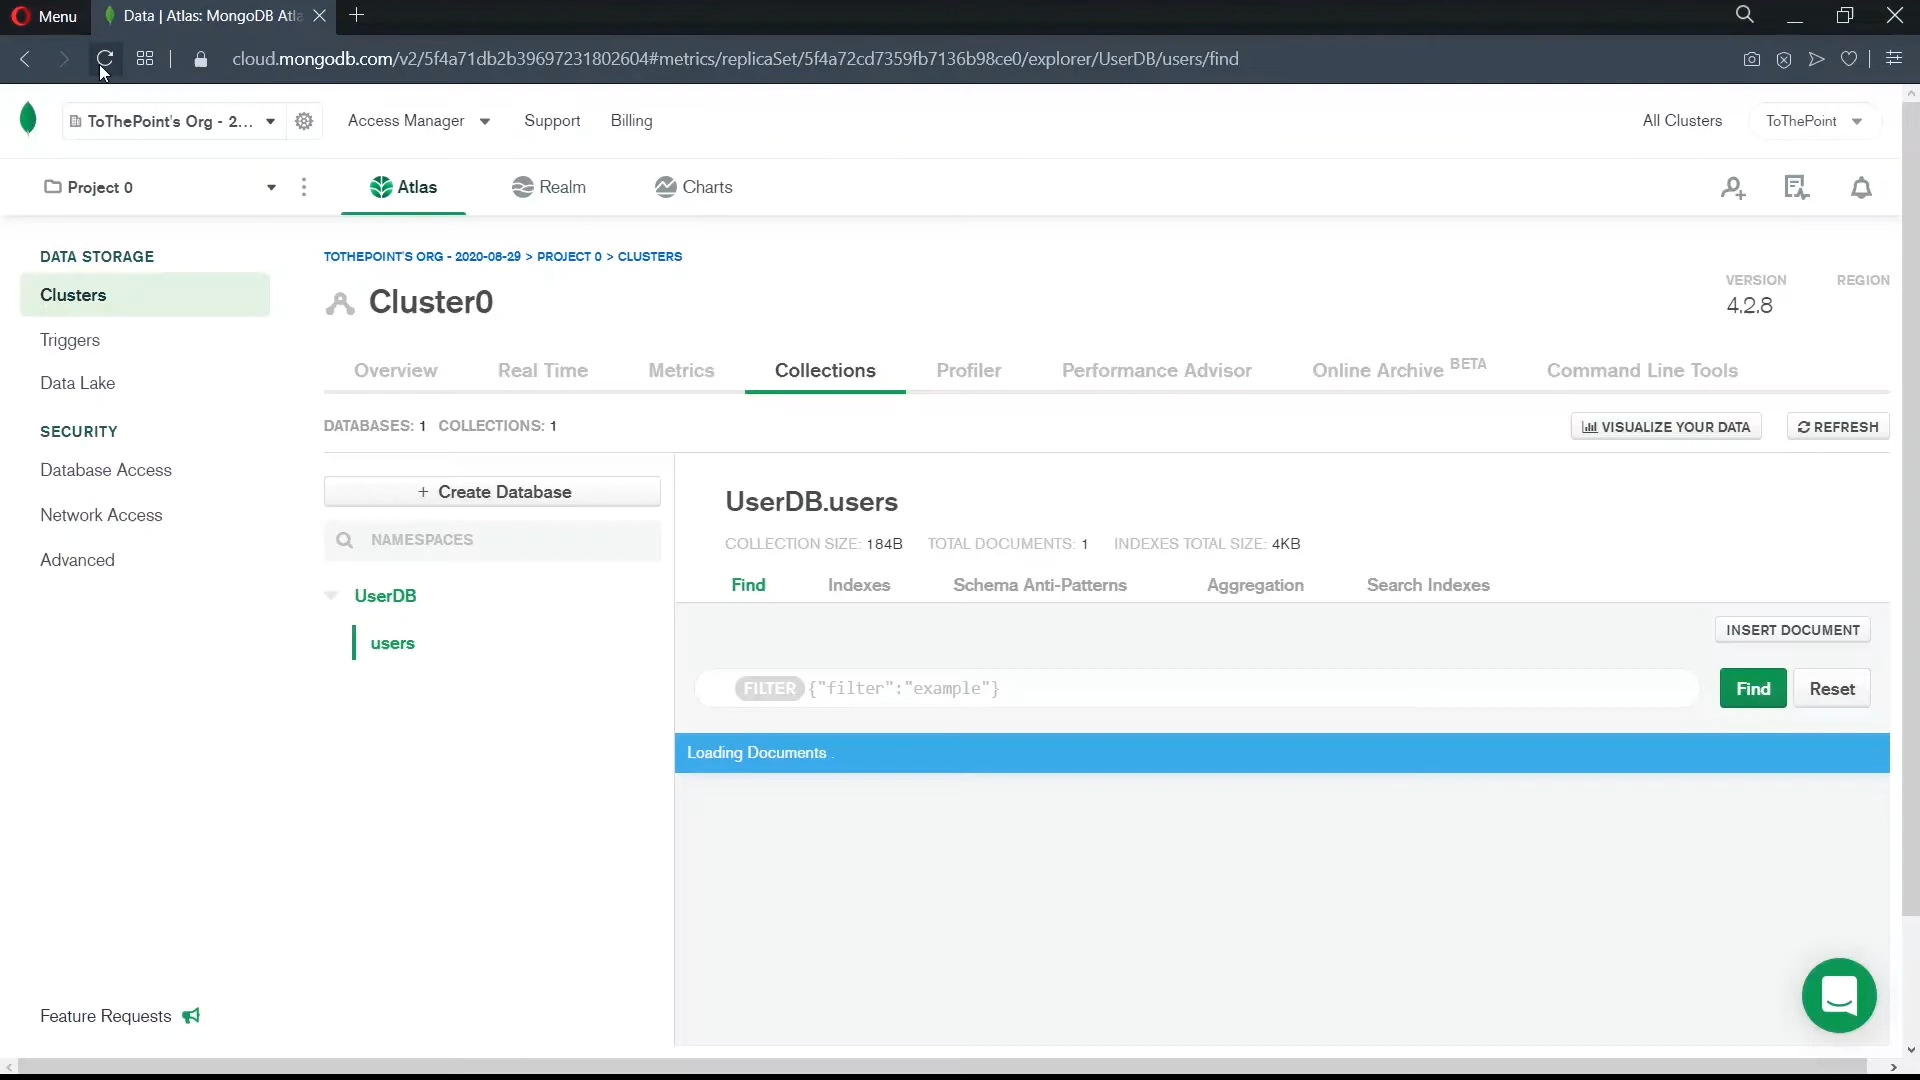 Menu
Data | Atlas: MongoDB Atla
cloud.mongodb.com/v2/5f4a71db2b39697231802604#metrics/replicaSet/5f4a72cd7359fb7136b98ce0/explorer/UserDB/users/find
ToThePoint's Org - 2...
Access Manager
Support
Billing
All Clusters
ToThePoint
Project 0
Atlas
Realm
Charts
DATA STORAGE
Clusters
Triggers
Data Lake
SECURITY
Database Access
Network Access
Advanced
Feature Requests
TOTHEPOINT'S ORG - 2020-08-29 > PROJECT 0 > CLUSTERS
Cluster0
VERSION
4.2.8
REGION
Overview
Real Time
Metrics
Collections
Profiler
Performance Advisor
Online Archive BETA
Command Line Tools
DATABASES: 1 COLLECTIONS: 1
VISUALIZE YOUR DATA
REFRESH
+ Create Database
NAMESPACES
UserDB
users
UserDB.users
COLLECTION SIZE: 184B TOTAL DOCUMENTS: 1 INDEXES TOTAL SIZE: 4KB
Find
Indexes
Schema Anti-Patterns
Aggregation
Search Indexes
INSERT DOCUMENT
FILTER {"filter":"example"}
Find
Reset
Loading Documents .